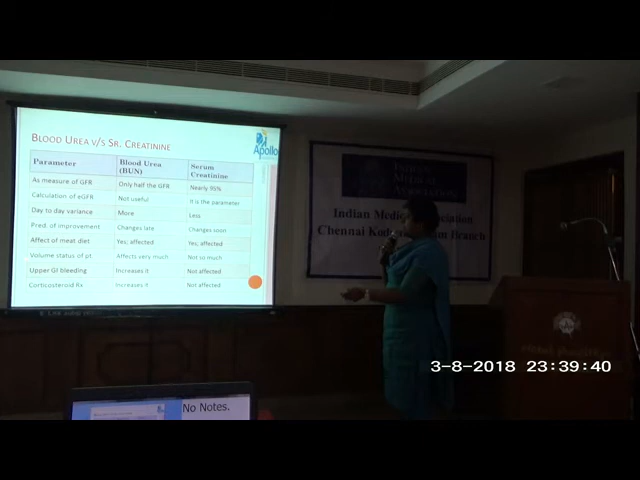 BLOOD UREA V/S SR. CREATININE
Apollo
Parameter Blood Urea (BUN) Serum Creatinine
As measure of GFR Only half the GFR Nearly 95%
Calculation of eGFR Not useful It is the parameter
Day to day variance More Less
Pred. of improvement Changes late Changes soon
Affect of meat diet Yes; affected Yes; affected
Volume status of pt. Affects very much Not so much
Upper GI bleeding Increases it Not affected
Corticosteroid Rx Increases it Not affected
Indian
Medical
Association
Indian Medical Association
Chennai Branch
3-8-2018 23:39:40
No Notes.